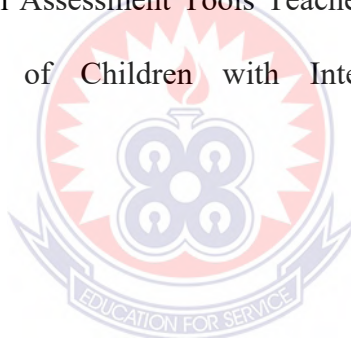 Assessment Tools Teache
of Children with Inte
EDUCATION FOR SERVICE